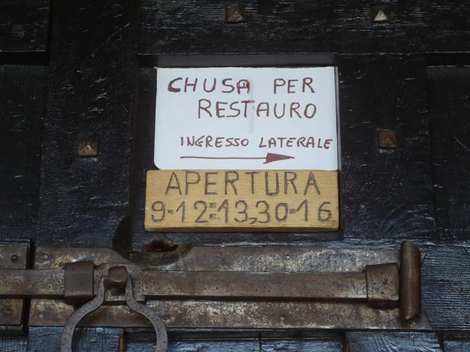 CHUSA PER
RESTAURO
INGRESSO LATERALE
APERTURA
9-12=13,30-16